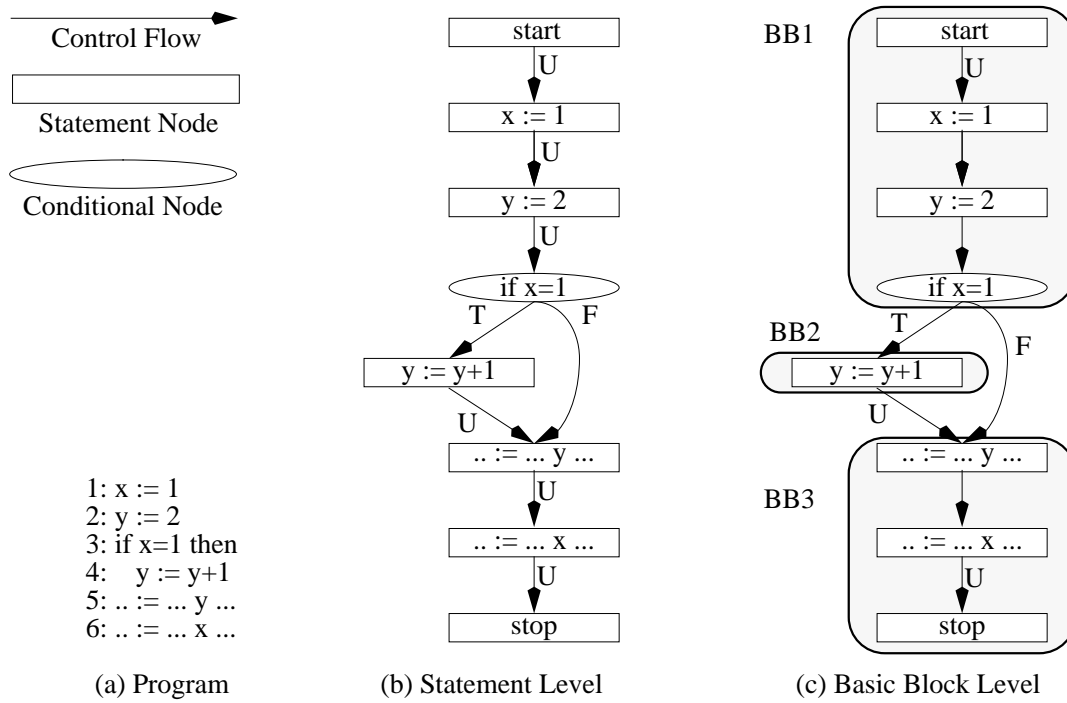 Control Flow
Statement Node
Conditional Node
1: x := 1
2: y := 2
3: if x=1 then
4: y := y+1
5: .. := ... y ...
6: .. := ... x ...
(a) Program
start
U
x := 1
U
y := 2
U
if x=1
T F
y := y+1
U
.. := ... y ...
U
.. := ... x ...
U
stop
(b) Statement Level
BB1
start
U
x := 1
y := 2
if x=1
T
F
BB2
y := y+1
U
BB3
.. := ... y ...
.. := ... x ...
U
stop
(c) Basic Block Level